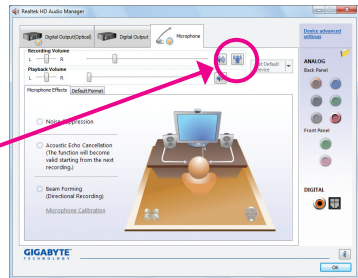 Realtek HD Audio Manager
Digital Output(Optical)
Digital Output
Microphone
Device advanced
settings
Recording Volume
L
R
Set Default
Device
Playback Volume
L
R
ANALOG
Back Panel
Microphone Effects
Default Format
Noise Suppression
Acoustic Echo Cancellation
(The function will become
valid starting from the next
recording.)
Front Panel
Beam Forming
(Directional Recording)
Microphone Calibration
DIGITAL
GIGABYTE
TECHNOLOGY
OK